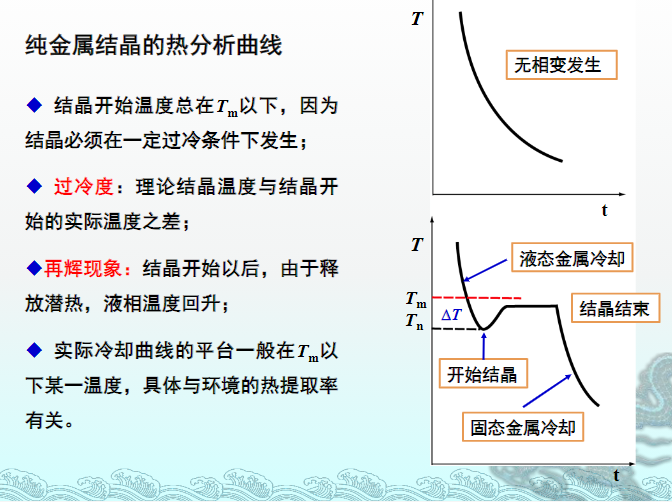 纯金属结晶的热分析曲线
◆ 结晶开始温度总在Tm以下，因为
结晶必须在一定过冷条件下发生；
◆ 过冷度：理论结晶温度与结晶开
始的实际温度之差；
◆再辉现象：结晶开始以后，由于释
放潜热，液相温度回升；
◆ 实际冷却曲线的平台一般在Tm以
下某一温度，具体与环境的热提取率
有关。
T
无相变发生
t
T
液态金属冷却
Tm
结晶结束
ΔT
Tn
开始结晶
固态金属冷却
t